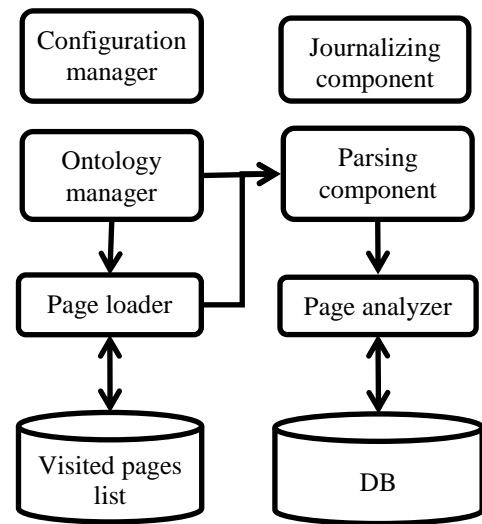 Configuration
manager
Journalizing
component
Ontology
manager
Parsing
component
Page loader
Page analyzer
Visited pages
list
DB